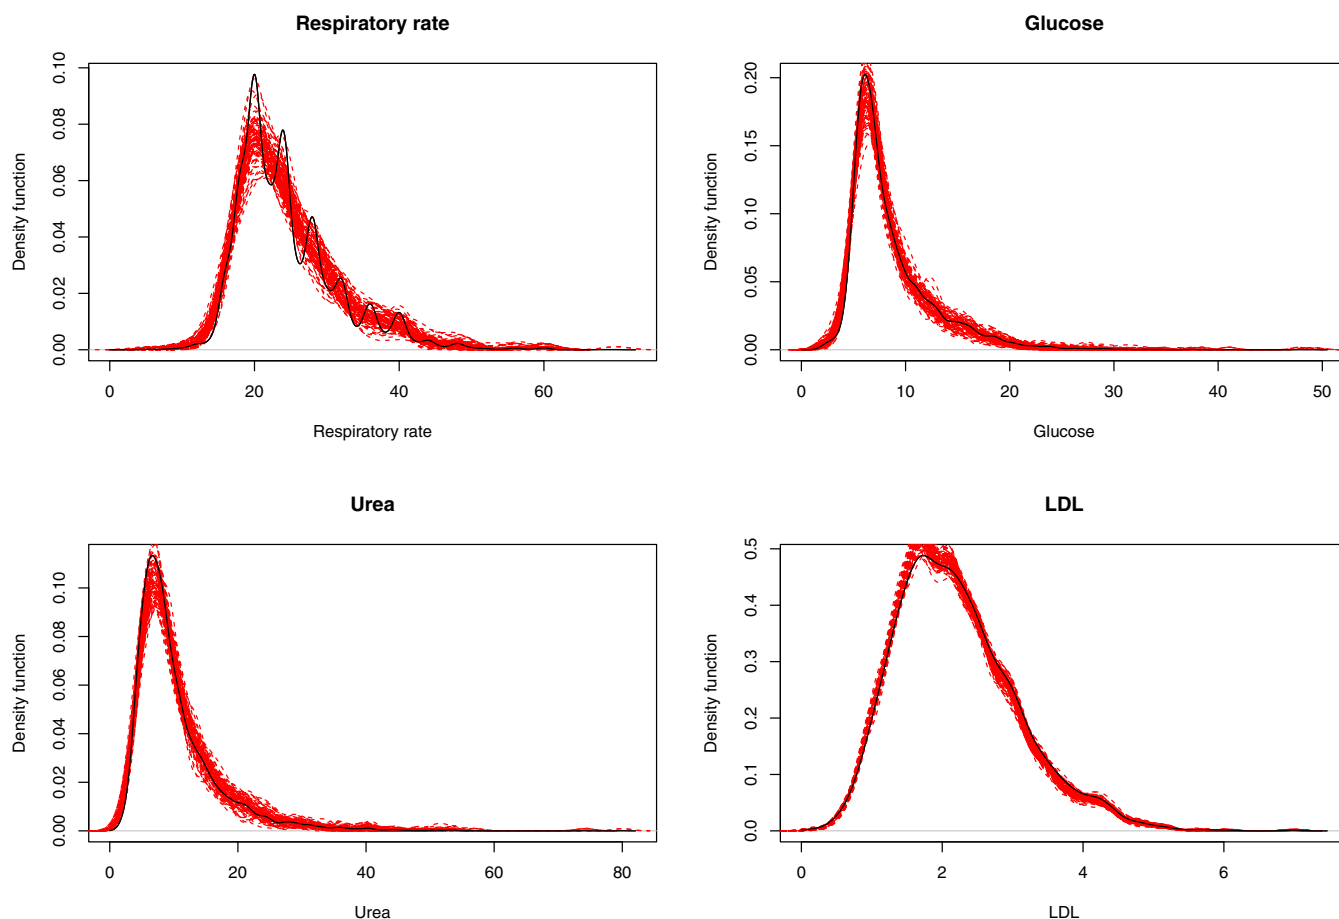 Respiratory rate
Density function
0.00 0.02 0.04 0.06 0.08 0.10
0 20 40 60
Respiratory rate
Glucose
Density function
0.00 0.05 0.10 0.15 0.20
0 10 20 30 40 50
Glucose
Urea
Density function
0.00 0.02 0.04 0.06 0.08 0.10
0 20 40 60 80
Urea
LDL
Density function
0.0 0.1 0.2 0.3 0.4 0.5
0 2 4 6
LDL